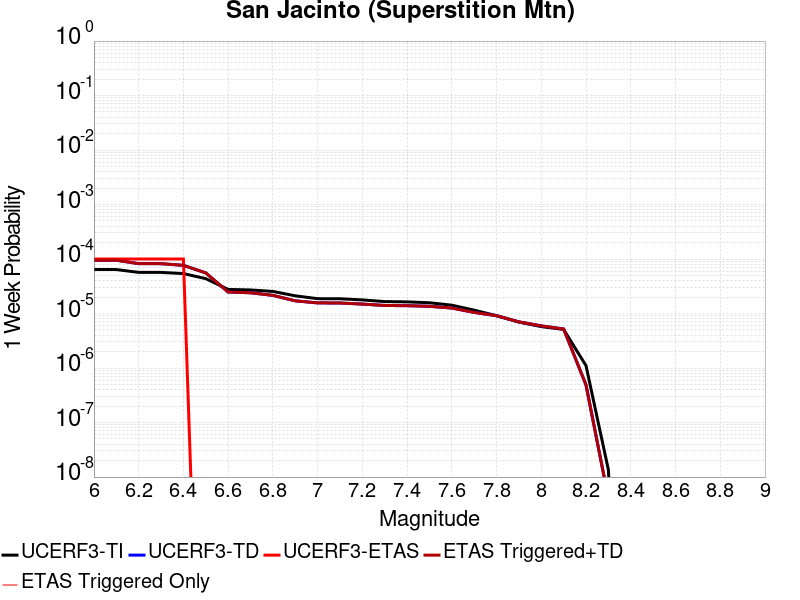 San Jacinto (Superstition Mtn)
10^0
10^-1
10^-2
10^-3
10^-4
10^-5
10^-6
10^-7
10^-8
1 Week Probability
6 6.2 6.4 6.6 6.8 7 7.2 7.4 7.6 7.8 8 8.2 8.4 8.6 8.8 9
Magnitude
UCERF3-TI UCERF3-TD UCERF3-ETAS ETAS Triggered+TD
ETAS Triggered Only